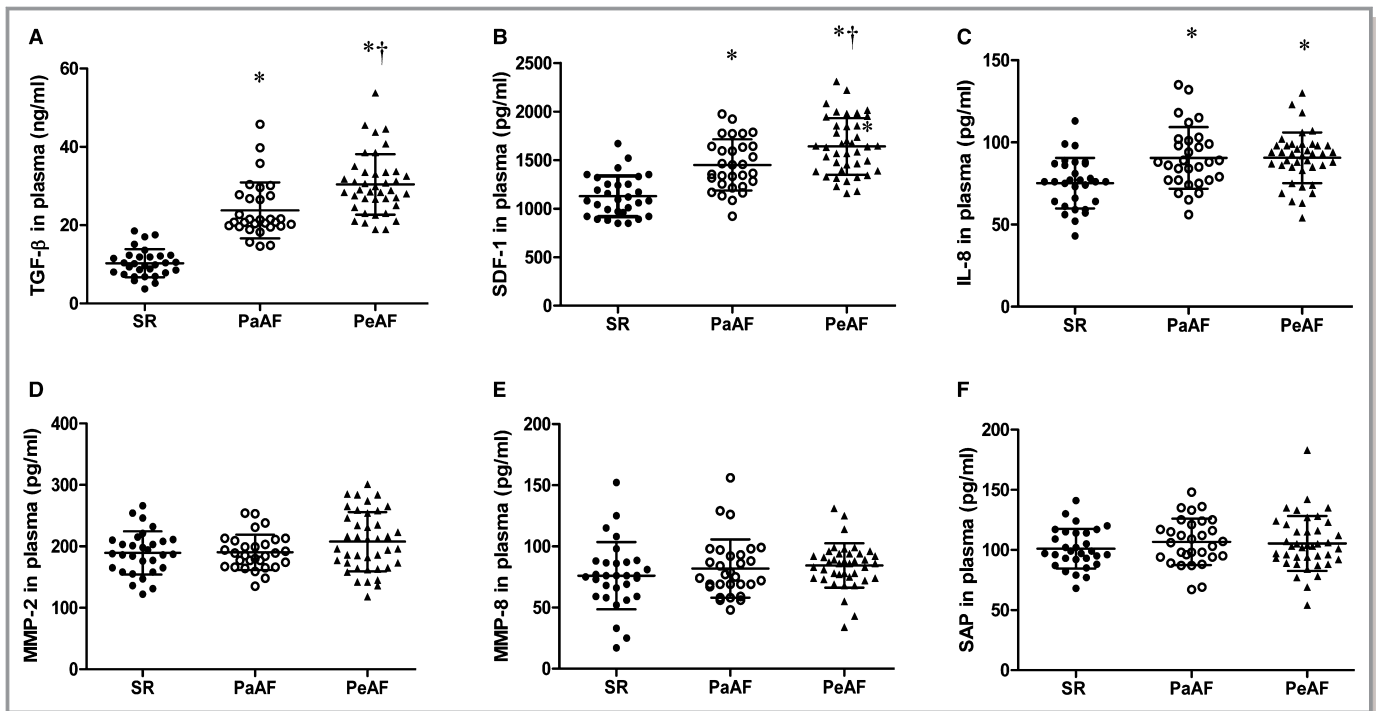 A
TGF-β in plasma (ng/ml)
60
40
20
0
*
*†
SR PaAF PeAF
B
SDF-1 in plasma (pg/ml)
2500
2000
1500
1000
500
0
*
*†
*
SR PaAF PeAF
C
IL-8 in plasma (pg/ml)
150
100
50
0
*
*
SR PaAF PeAF
D
MMP-2 in plasma (pg/ml)
400
300
200
100
0
SR PaAF PeAF
E
MMP-8 in plasma (pg/ml)
200
150
100
50
0
SR PaAF PeAF
F
SAP in plasma (pg/ml)
200
150
100
50
0
SR PaAF PeAF